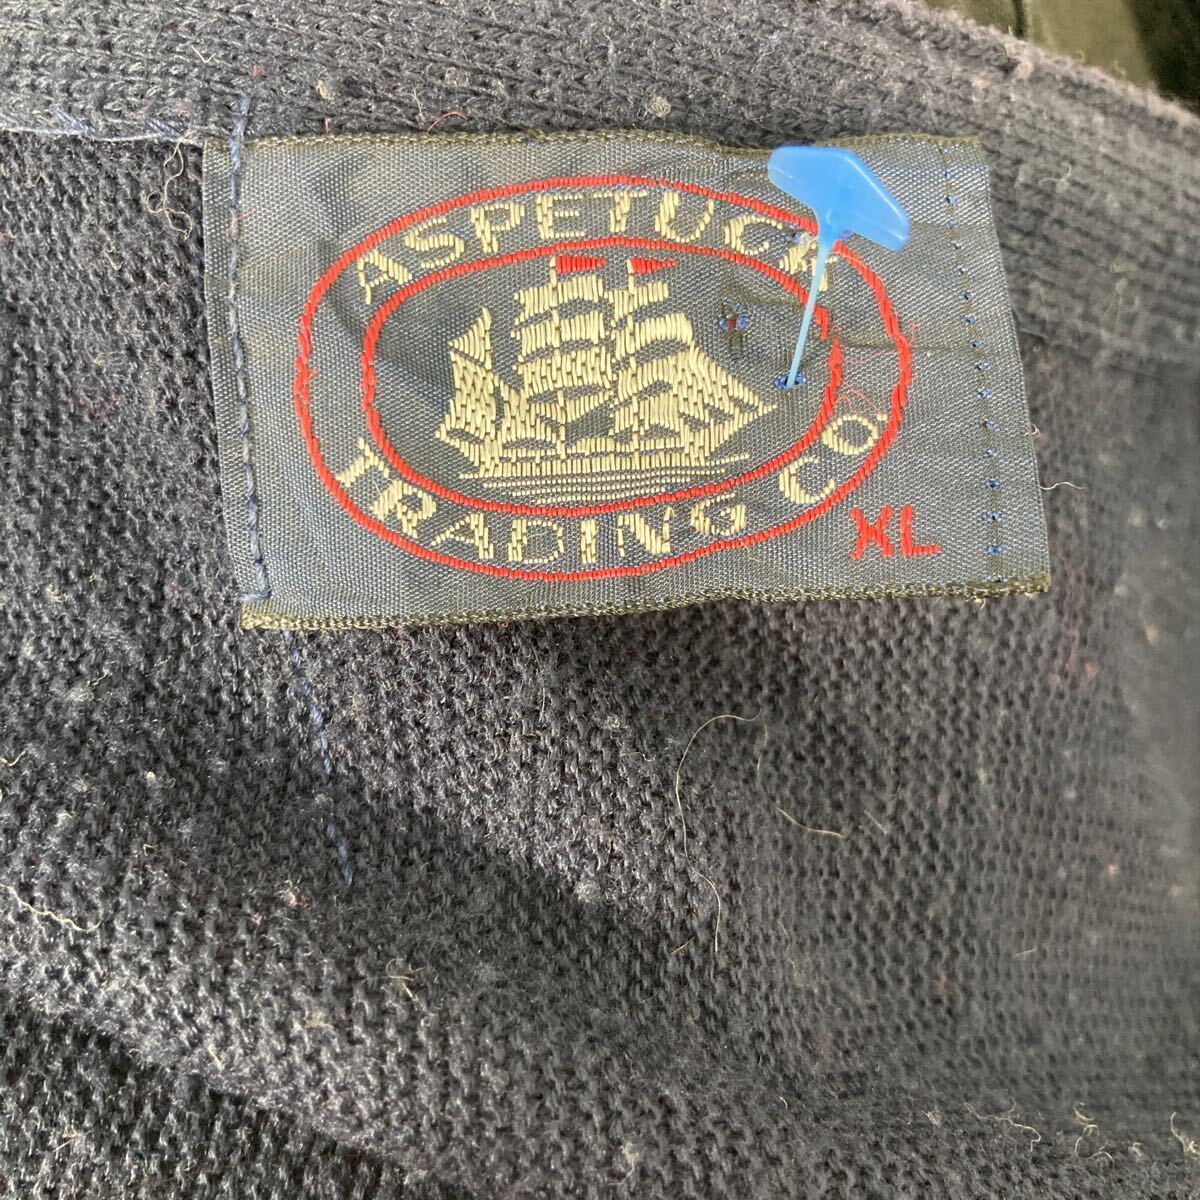 ASPETUCK
TRADING CO
XL